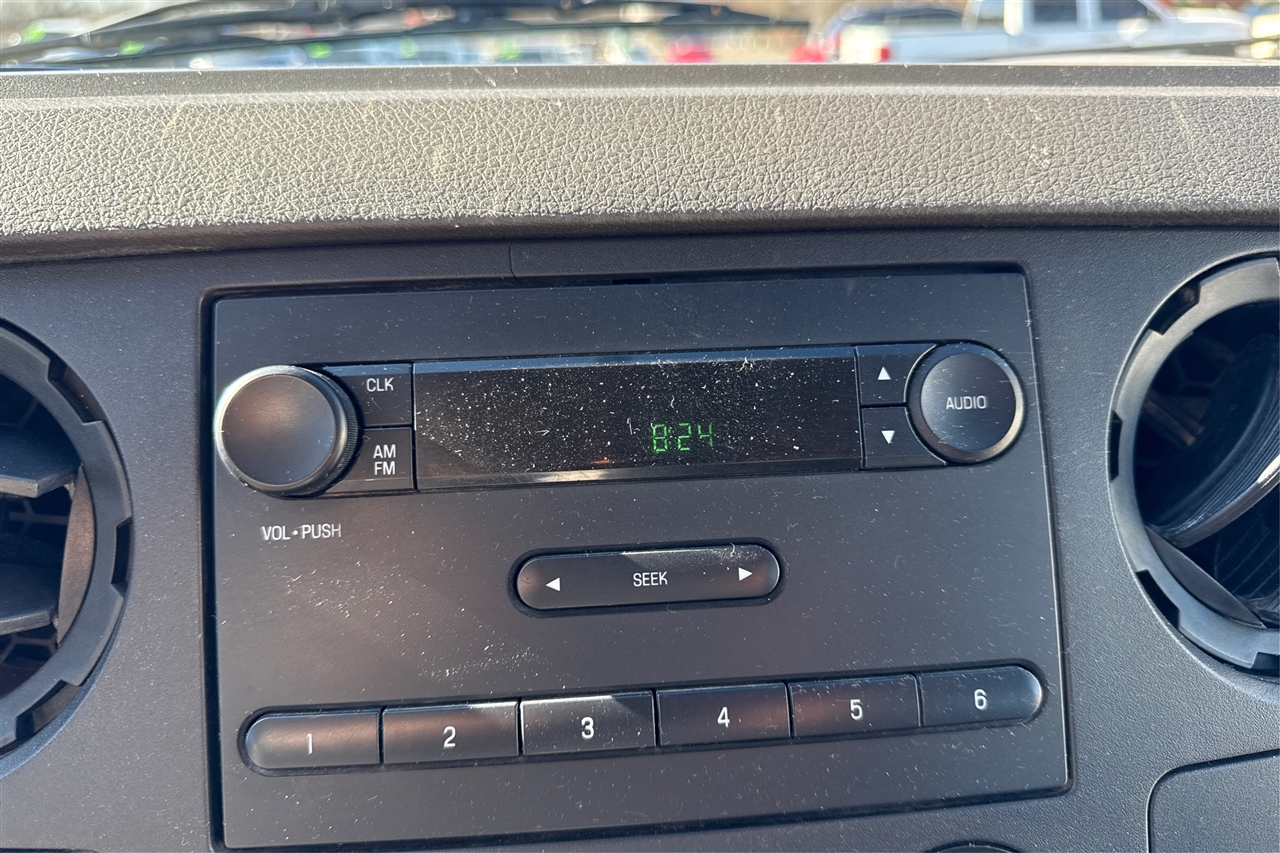 CLK
AM
FM
8:24
▲
▼
AUDIO
VOL•PUSH
◄ SEEK ►
1 2 3 4 5 6